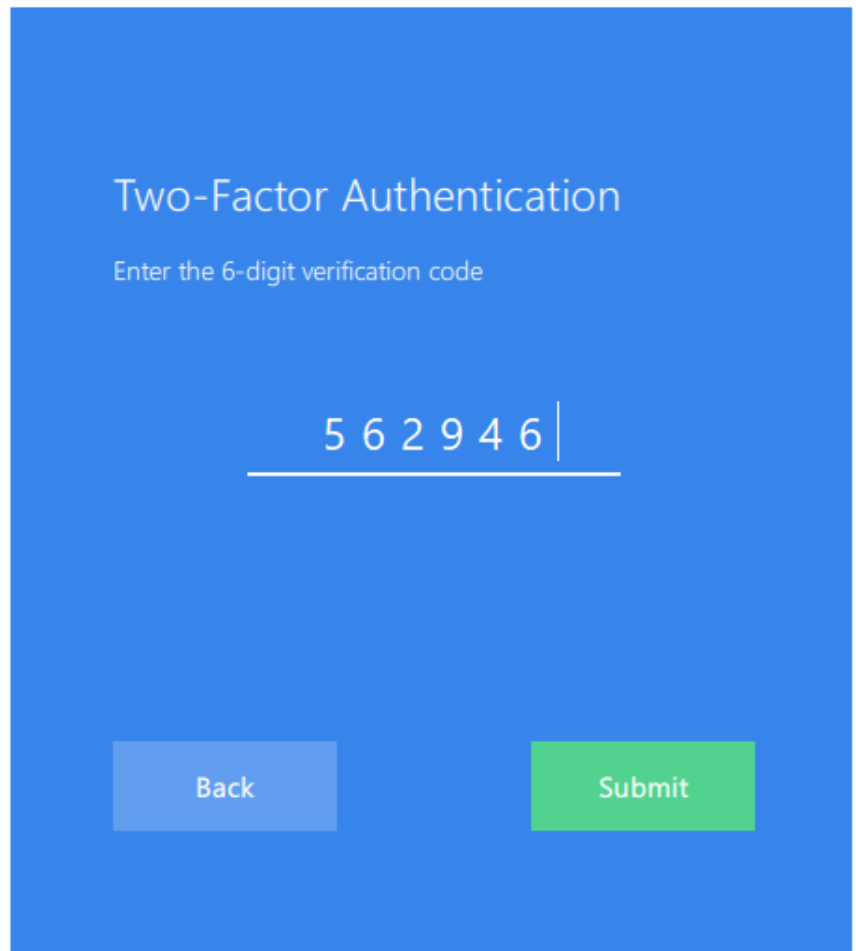 Two-Factor Authentication
Enter the 6-digit verification code
5 6 2 9 4 6
Back
Submit